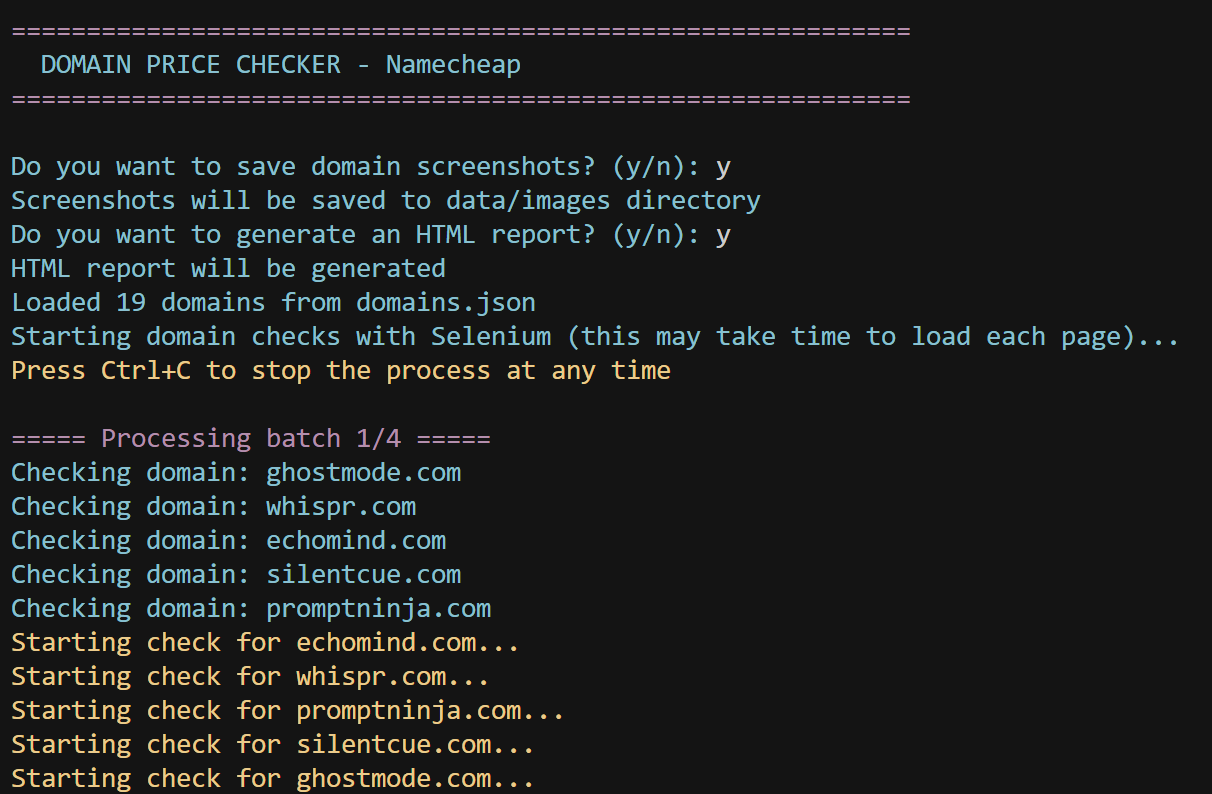 ============================================================
  DOMAIN PRICE CHECKER - Namecheap
============================================================
Do you want to save domain screenshots? (y/n): y
Screenshots will be saved to data/images directory
Do you want to generate an HTML report? (y/n): y
HTML report will be generated
Loaded 19 domains from domains.json
Starting domain checks with Selenium (this may take time to load each page)...
Press Ctrl+C to stop the process at any time
===== Processing batch 1/4 =====
Checking domain: ghostmode.com
Checking domain: whispr.com
Checking domain: echomind.com
Checking domain: silentcue.com
Checking domain: promptninja.com
Starting check for echomind.com...
Starting check for whispr.com...
Starting check for promptninja.com...
Starting check for silentcue.com...
Starting check for ghostmode.com...